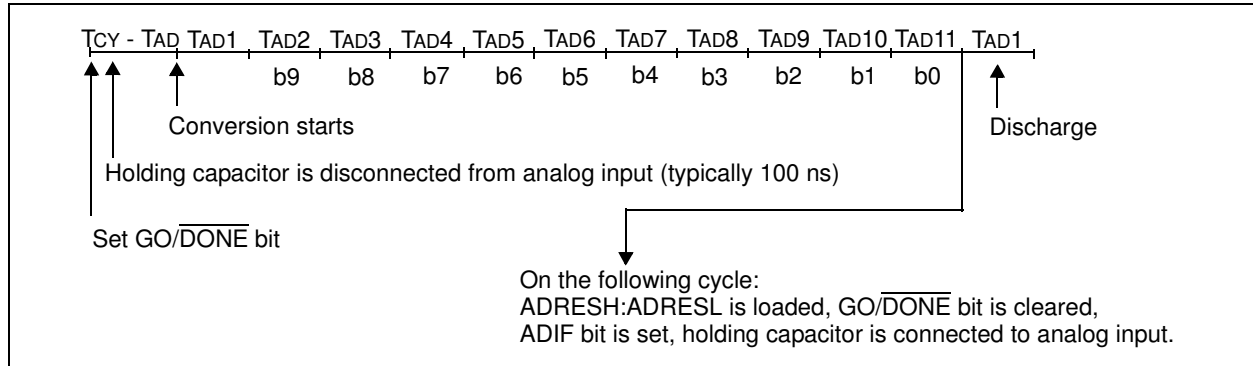 TCY - TAD TAD1 TAD2 TAD3 TAD4 TAD5 TAD6 TAD7 TAD8 TAD9 TAD10 TAD11 TAD1
b9 b8 b7 b6 b5 b4 b3 b2 b1 b0
Conversion starts
Discharge
Holding capacitor is disconnected from analog input (typically 100 ns)
Set GO/D̅O̅N̅E̅ bit
On the following cycle:
ADRESH:ADRESL is loaded, GO/D̅O̅N̅E̅ bit is cleared,
ADIF bit is set, holding capacitor is connected to analog input.